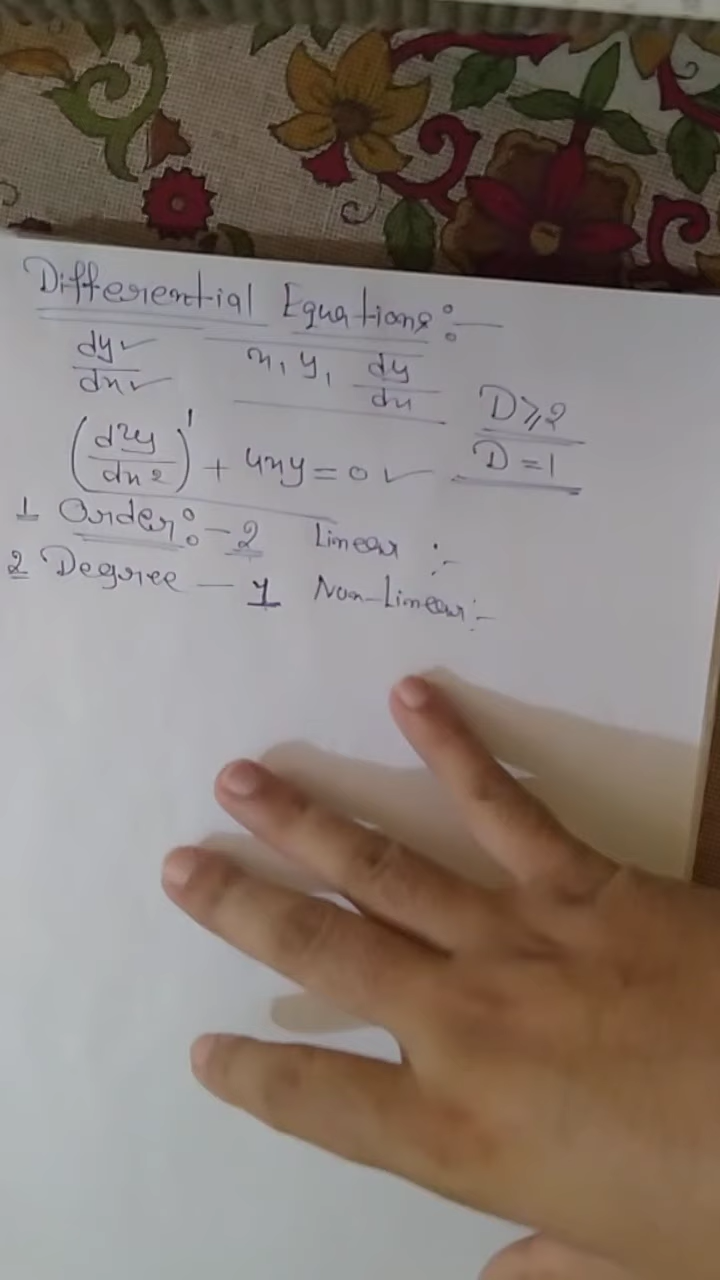 Differential Equations:-
dy/dx x, y, dy/dx
D⩾2
(d²y/dx²)¹ + 4xy = 0
D = 1
1 Order:- 2 Linear :-
2 Degree - 1 Non-Linear:-